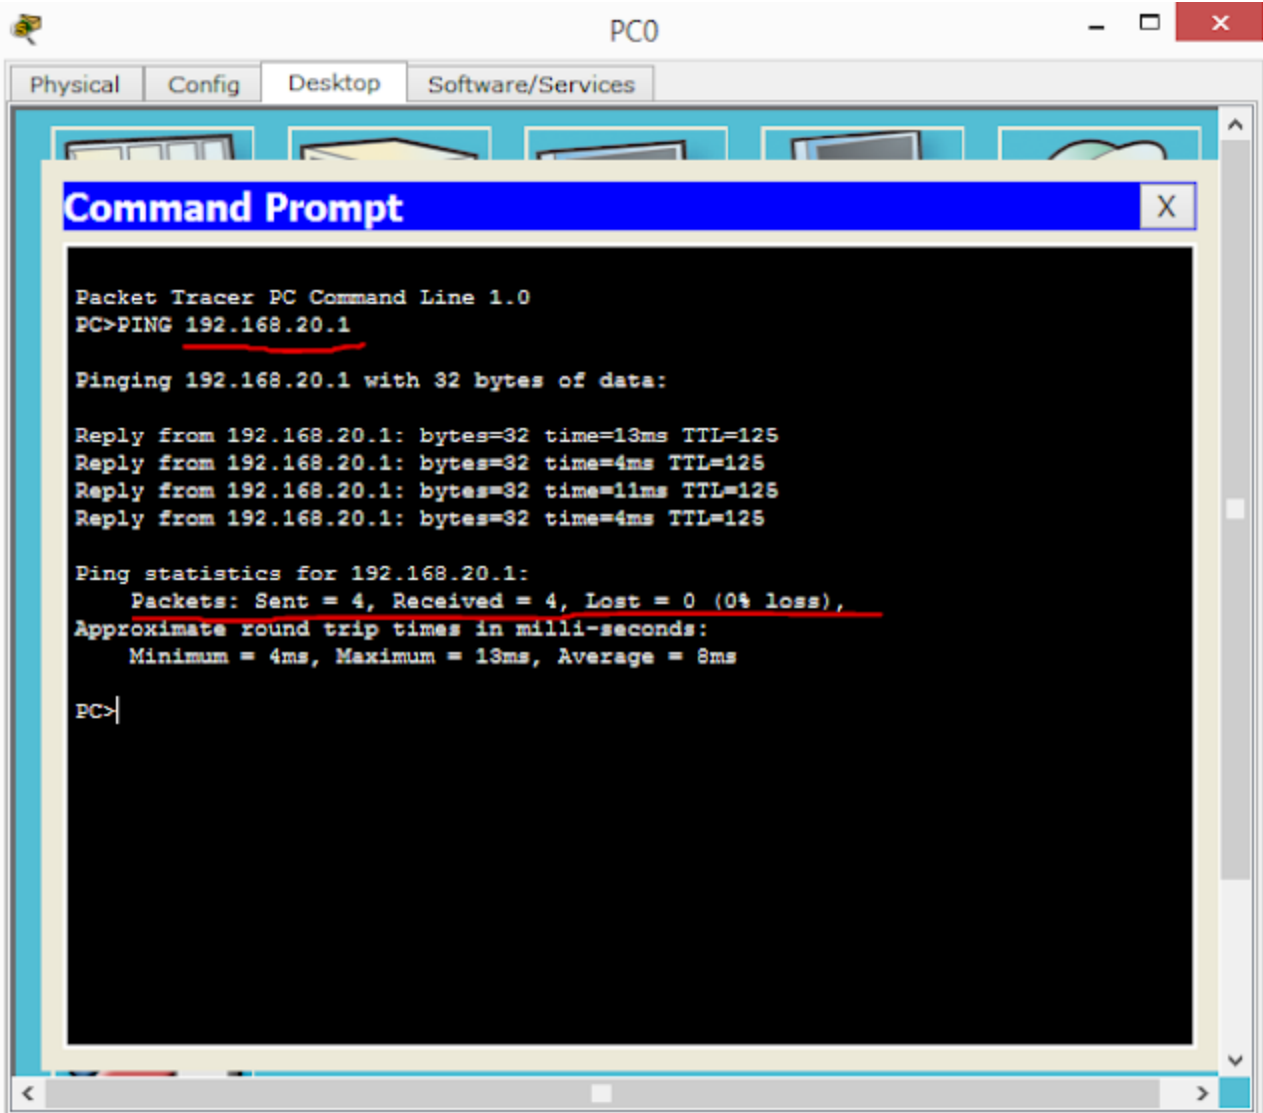 PC0
Physical Config Desktop Software/Services
Command Prompt X
Packet Tracer PC Command Line 1.0
PC>PING 192.168.20.1
Pinging 192.168.20.1 with 32 bytes of data:
Reply from 192.168.20.1: bytes=32 time=13ms TTL=125
Reply from 192.168.20.1: bytes=32 time=4ms TTL=125
Reply from 192.168.20.1: bytes=32 time=11ms TTL=125
Reply from 192.168.20.1: bytes=32 time=4ms TTL=125
Ping statistics for 192.168.20.1:
Packets: Sent = 4, Received = 4, Lost = 0 (0% loss),
Approximate round trip times in milli-seconds:
Minimum = 4ms, Maximum = 13ms, Average = 8ms
PC>